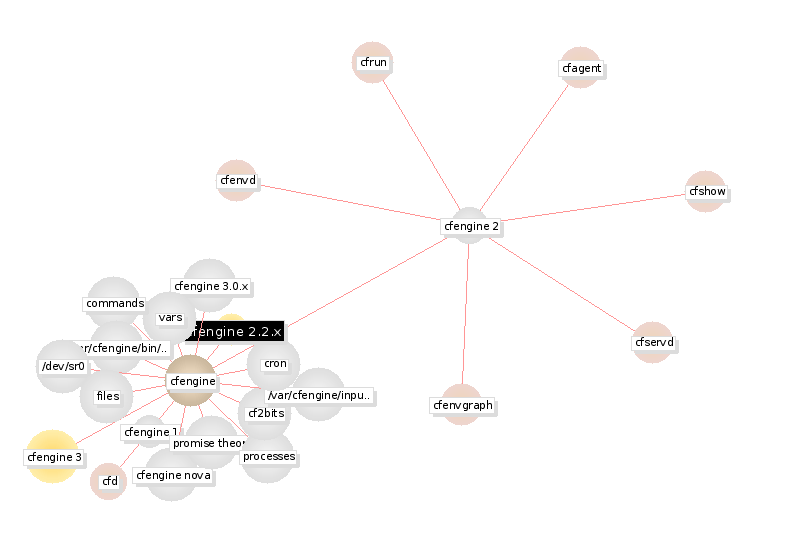 cfrun
cfagent
cfenvd
cfshow
cfengine 2
cfengine 3.0.x
commands
vars
fengine 2.2.x
r/cfengine/bin/..
cfservd
/dev/sr0
cron
cfengine
files
/var/cfengine/inpu..
cfenvgraph
cf2bits
cfengine 1
promise theor
cfengine 3
processes
cfengine nova
cfd